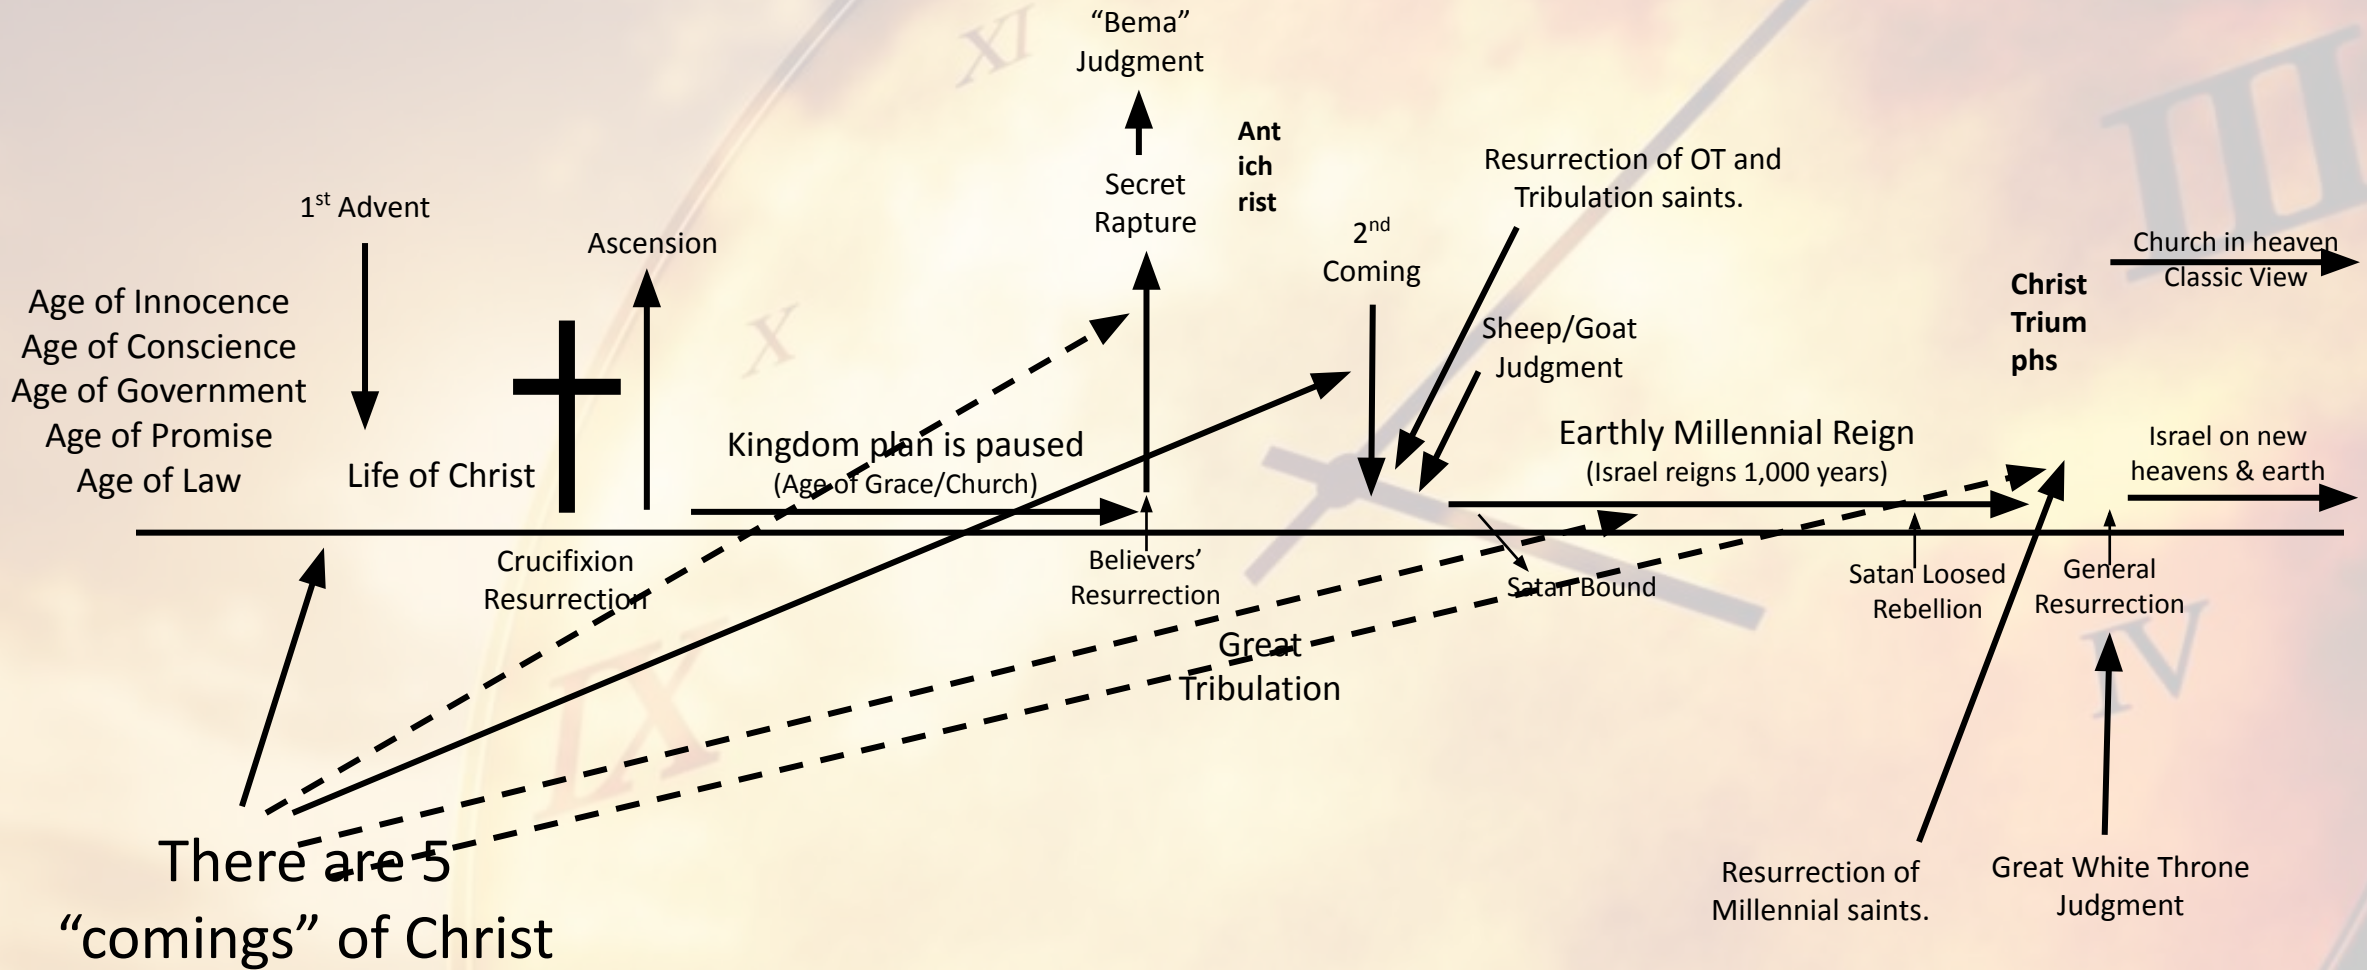 “Bema”
Judgment
Ant
ich
rist
Secret
Rapture
Resurrection of OT and
Tribulation saints.
1st Advent
Ascension
2nd
Coming
Church in heaven
Classic View
Christ
Trium
phs
Age of Innocence
Age of Conscience
Age of Government
Age of Promise
Age of Law
Life of Christ
Sheep/Goat
Judgment
Kingdom plan is paused
(Age of Grace/Church)
Earthly Millennial Reign
(Israel reigns 1,000 years)
Israel on new
heavens & earth
Crucifixion
Resurrection
Believers’
Resurrection
Satan Bound
Satan Loosed
Rebellion
General
Resurrection
Great
Tribulation
There are 5
“comings” of Christ
Resurrection of
Millennial saints.
Great White Throne
Judgment
XI
X
IX
III
IV